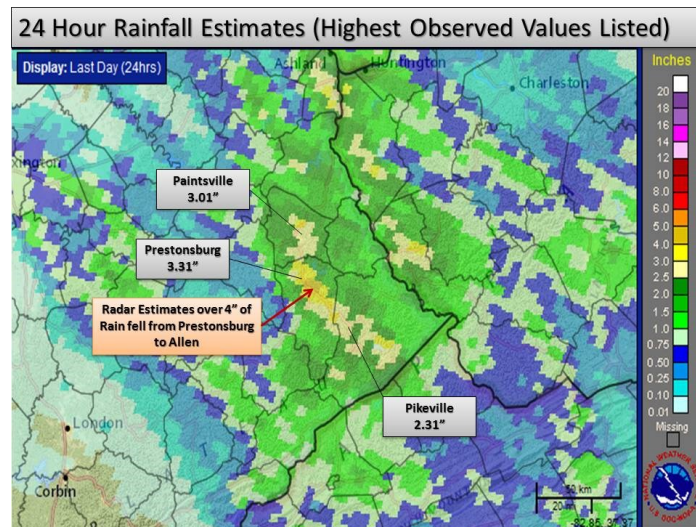 24 Hour Rainfall Estimates (Highest Observed Values Listed)
Display: Last Day (24hrs)
Ashland
Huntington
Charleston
xington
Paintsville
3.01”
Prestonsburg
3.31”
Radar Estimates over 4” of
Rain fell from Prestonsburg
to Allen
Pikeville
2.31”
London
Corbin
Inches
20
18
16
14
12
10
8.0
6.0
5.0
4.0
3.0
2.5
2.0
1.5
1.0
0.75
0.50
0.25
0.10
0.01
Missing
20 mi
NATIONAL WEATHER